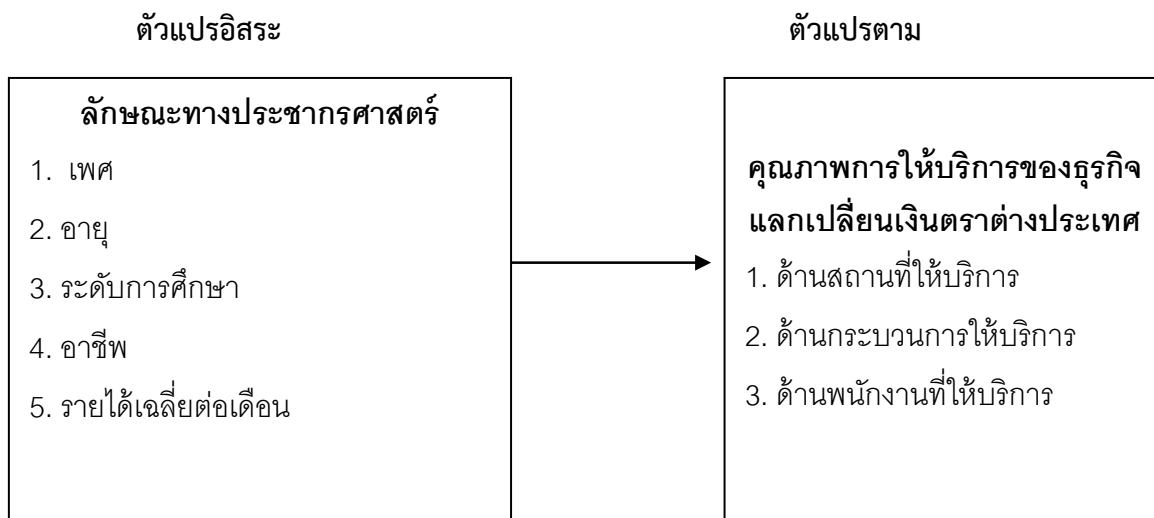 ตัวแปรอิสระ
ตัวแปรตาม
ลักษณะทางประชากรศาสตร์
1. เพศ
2. อายุ
3. ระดับการศึกษา
4. อาชีพ
5. รายได้เฉลี่ยต่อเดือน
คุณภาพการให้บริการของธุรกิจ
แลกเปลี่ยนเงินตราต่างประเทศ
1. ด้านสถานที่ให้บริการ
2. ด้านกระบวนการให้บริการ
3. ด้านพนักงานที่ให้บริการ